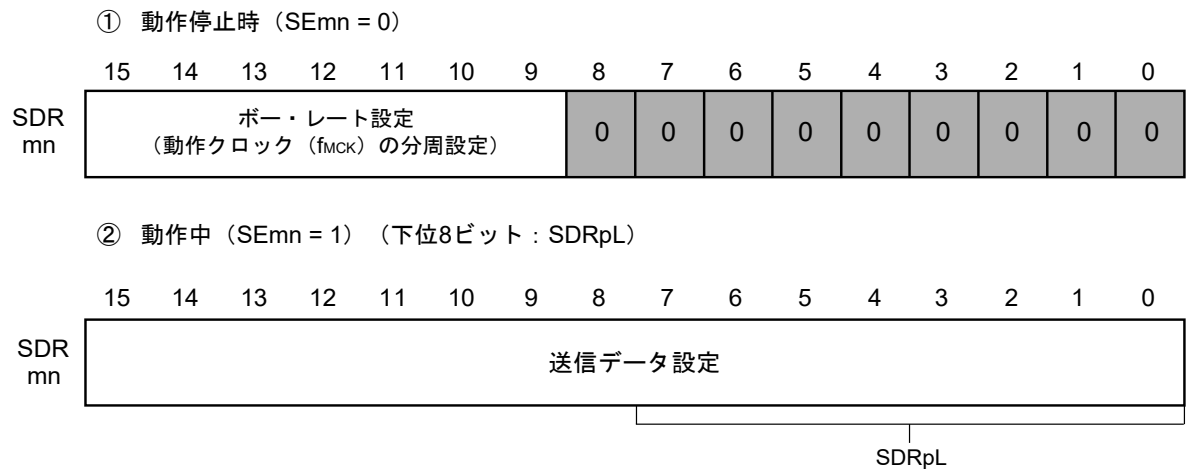 ① 動作停止時（SEmn = 0）
15 14 13 12 11 10 9 8 7 6 5 4 3 2 1 0
SDR
mn
ボー・レート設定
（動作クロック（fMCK）の分周設定）
0 0 0 0 0 0 0 0 0
② 動作中（SEmn = 1）（下位8ビット：SDRpL）
15 14 13 12 11 10 9 8 7 6 5 4 3 2 1 0
SDR
mn
送信データ設定
SDRpL